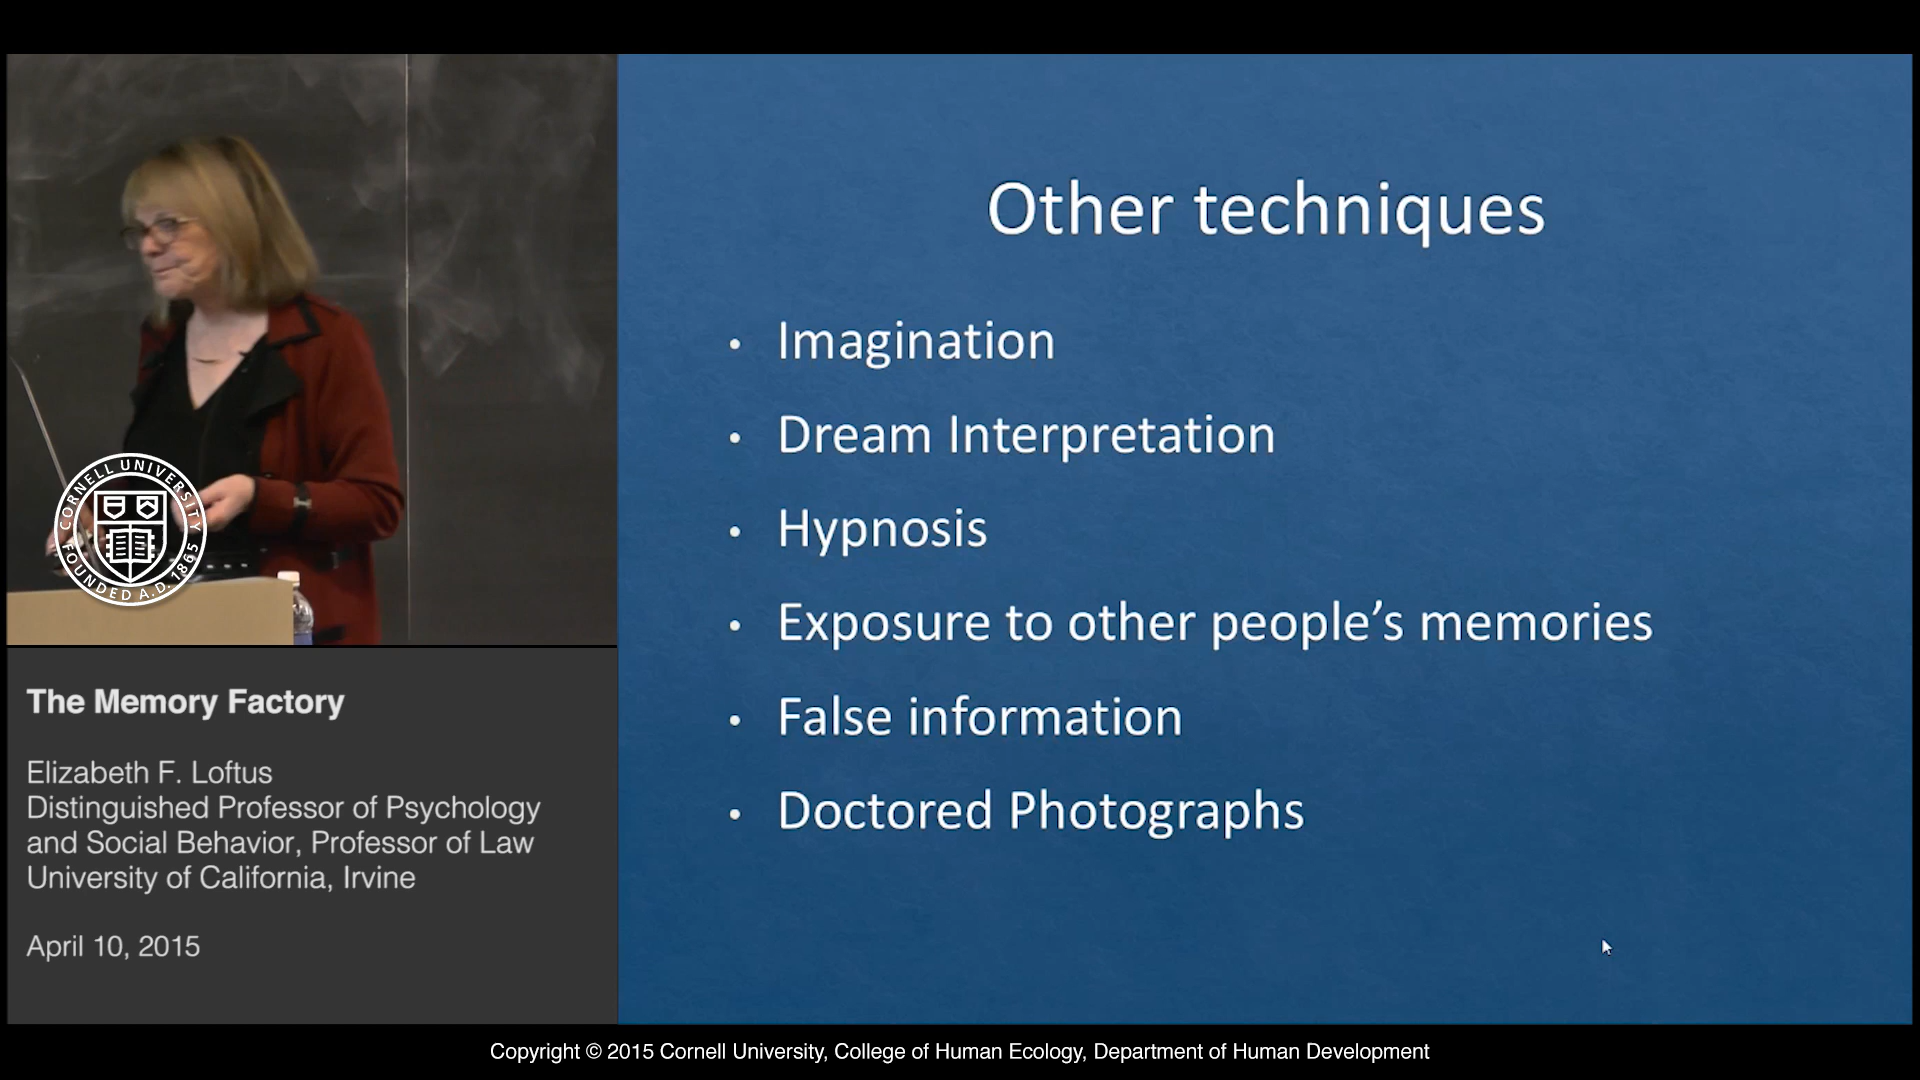 Other techniques
• Imagination
• Dream Interpretation
• Hypnosis
• Exposure to other people’s memories
• False information
• Doctored Photographs
CORNELL UNIVERSITY
FOUNDED A.D. 1865
The Memory Factory
Elizabeth F. Loftus
Distinguished Professor of Psychology
and Social Behavior, Professor of Law
University of California, Irvine
April 10, 2015
Copyright © 2015 Cornell University, College of Human Ecology, Department of Human Development